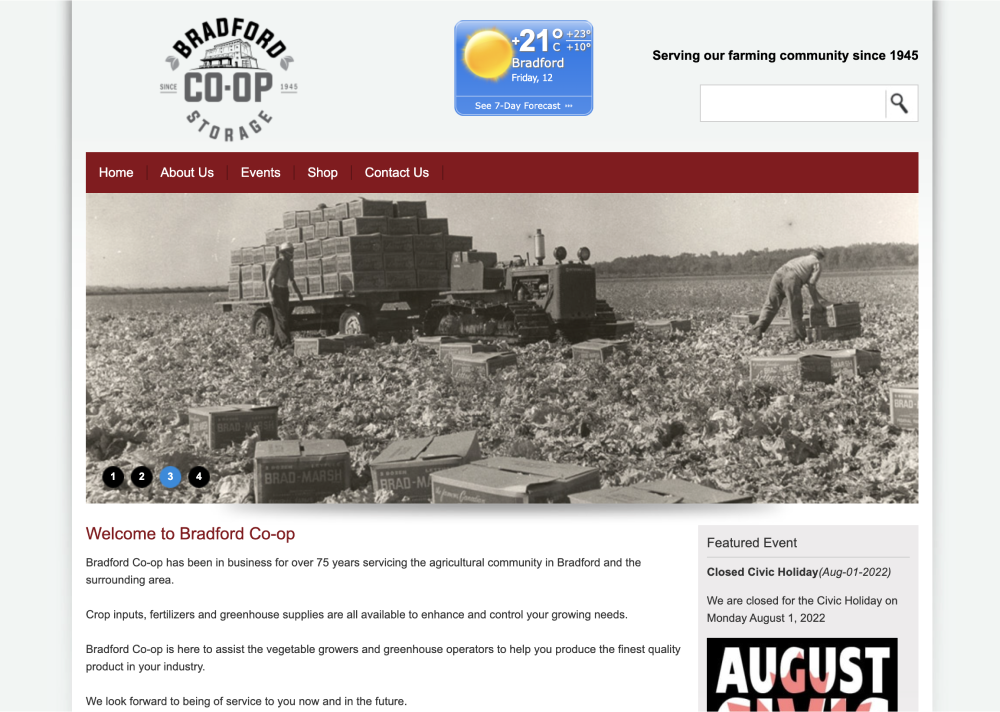 BRADFORD
SINCE CO-OP 1945
STORAGE
+21° C +23° +10°
Bradford
Friday, 12
See 7-Day Forecast
Serving our farming community since 1945
Home About Us Events Shop Contact Us
BRAD-MARSH
BRAD-MARSH
BRAD-MA
1 2 3 4
Welcome to Bradford Co-op
Bradford Co-op has been in business for over 75 years servicing the agricultural community in Bradford and the
surrounding area.
Crop inputs, fertilizers and greenhouse supplies are all available to enhance and control your growing needs.
Bradford Co-op is here to assist the vegetable growers and greenhouse operators to help you produce the finest quality
product in your industry.
We look forward to being of service to you now and in the future.
Featured Event
Closed Civic Holiday(Aug-01-2022)
We are closed for the Civic Holiday on
Monday August 1, 2022
AUGUST
CIVIC